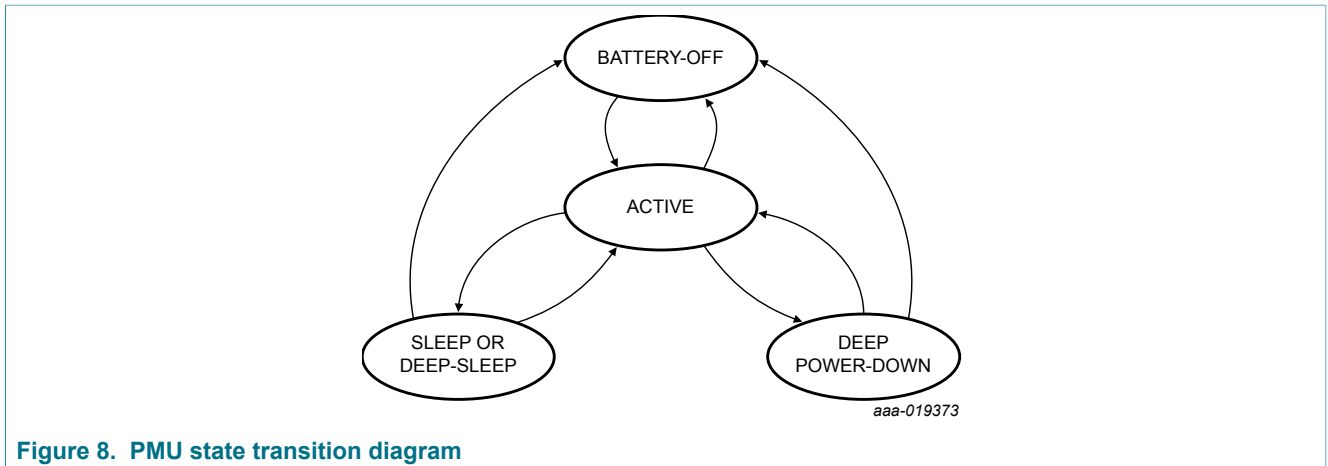 BATTERY-OFF
ACTIVE
SLEEP OR
DEEP-SLEEP
DEEP
POWER-DOWN
aaa-019373
Figure 8. PMU state transition diagram